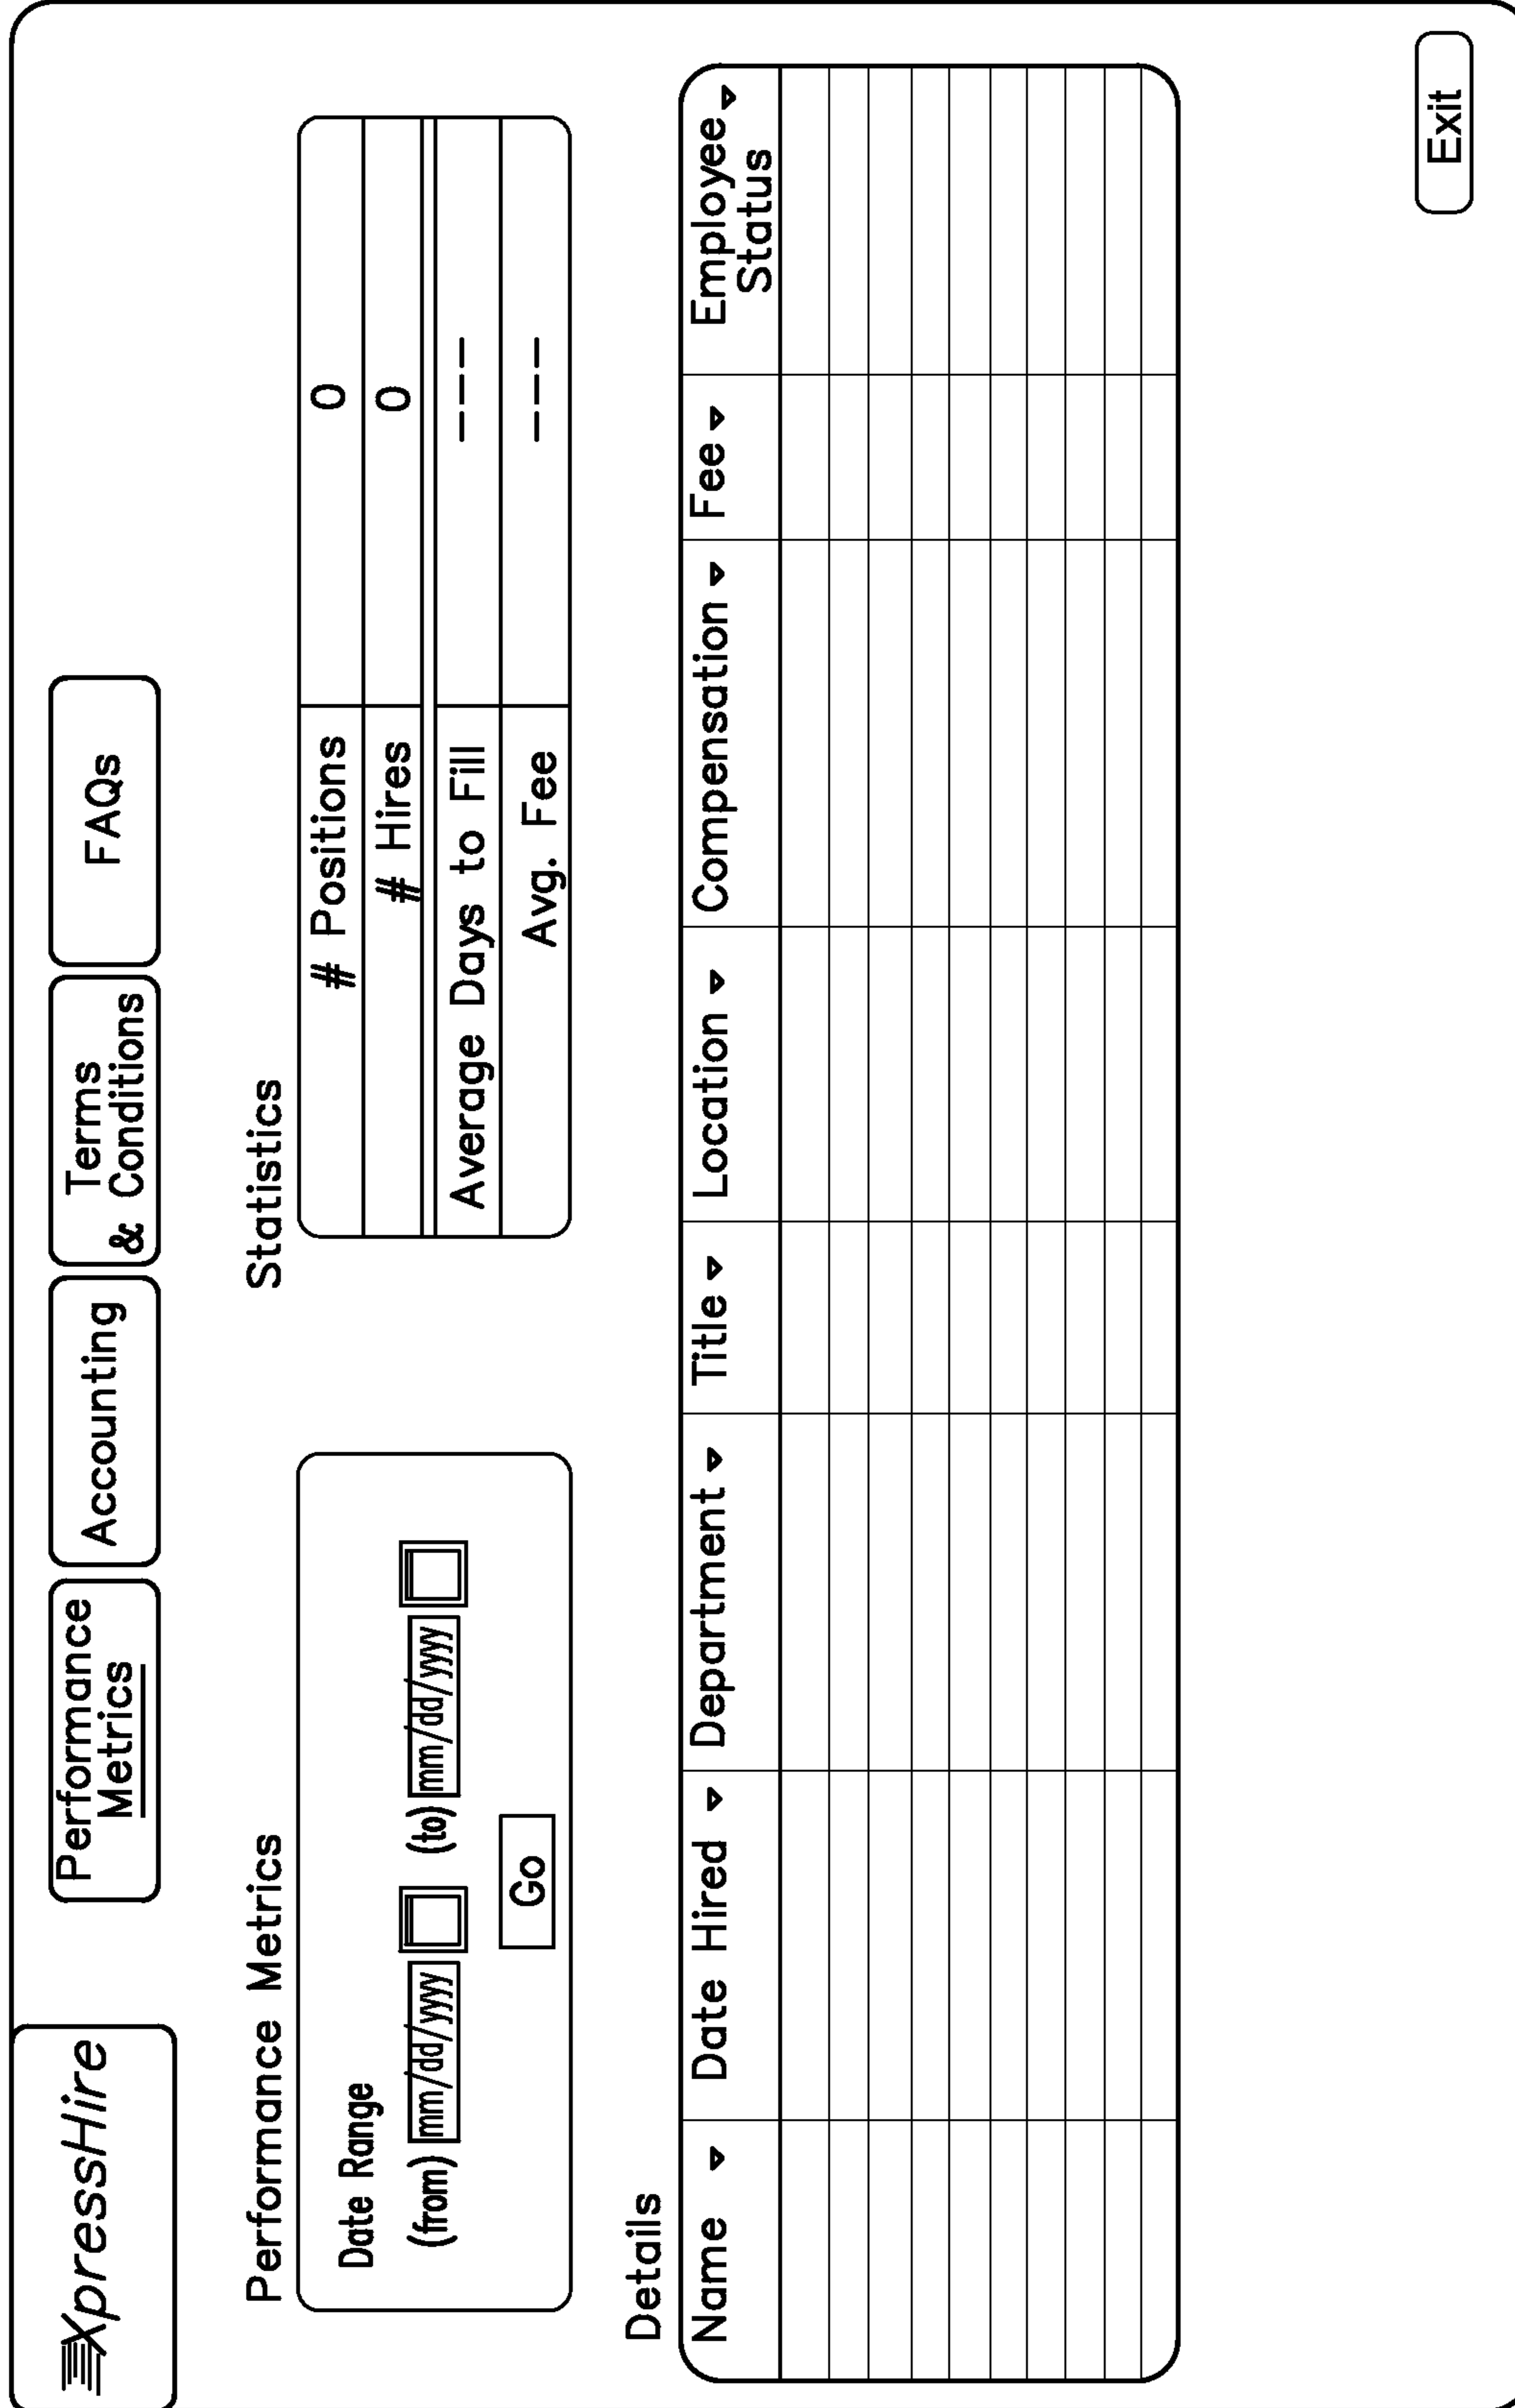 XpressHire
Performance
Metrics
Accounting
Terms
& Conditions
FAQs
Performance Metrics
Date Range
(from) mm/dd/yyyy (to) mm/dd/yyyy
Go
Statistics
# Positions 0
# Hires 0
Average Days to Fill ---
Avg. Fee ---
Details
Name Date Hired Department Title Location Compensation Fee Employee
Status
Exit